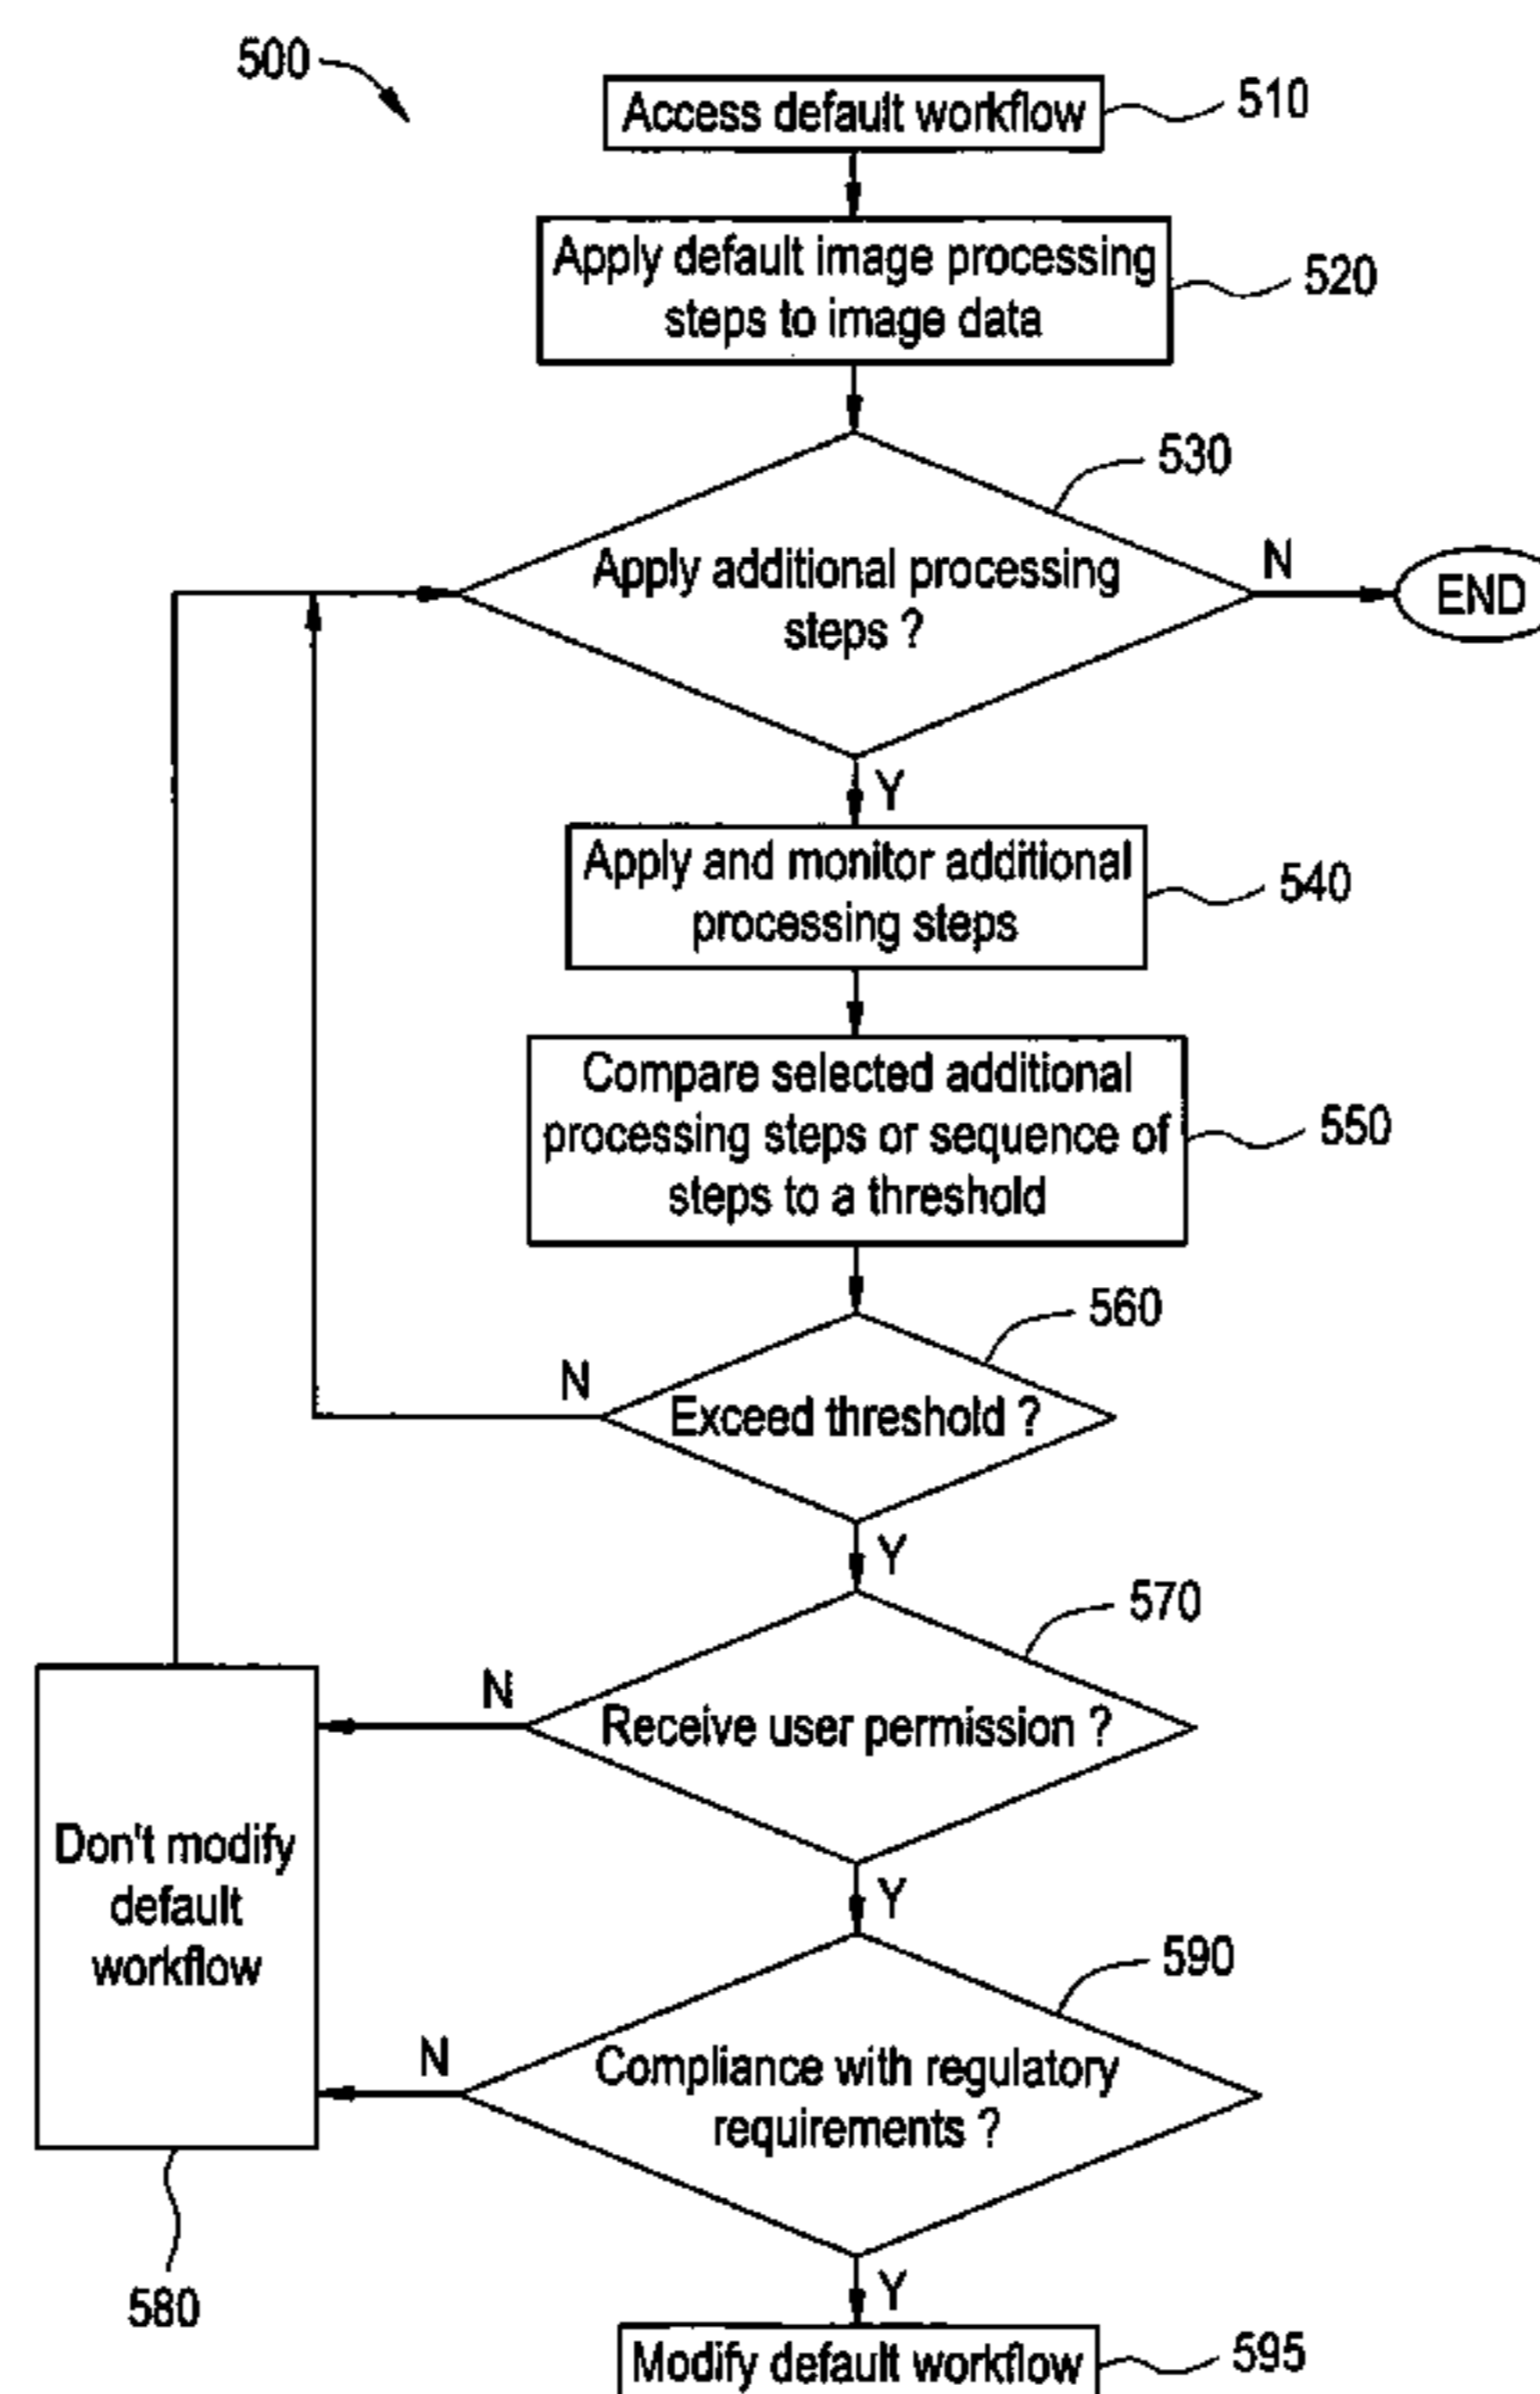 500
Access default workflow
510
Apply default image processing
steps to image data
520
530
Apply additional processing
steps ?
N
END
Y
Apply and monitor additional
processing steps
540
Compare selected additional
processing steps or sequence of
steps to a threshold
550
560
N
Exceed threshold ?
Y
570
N
Receive user permission ?
Don't modify
default
workflow
Y
590
N
Compliance with regulatory
requirements ?
580
Y
Modify default workflow
595